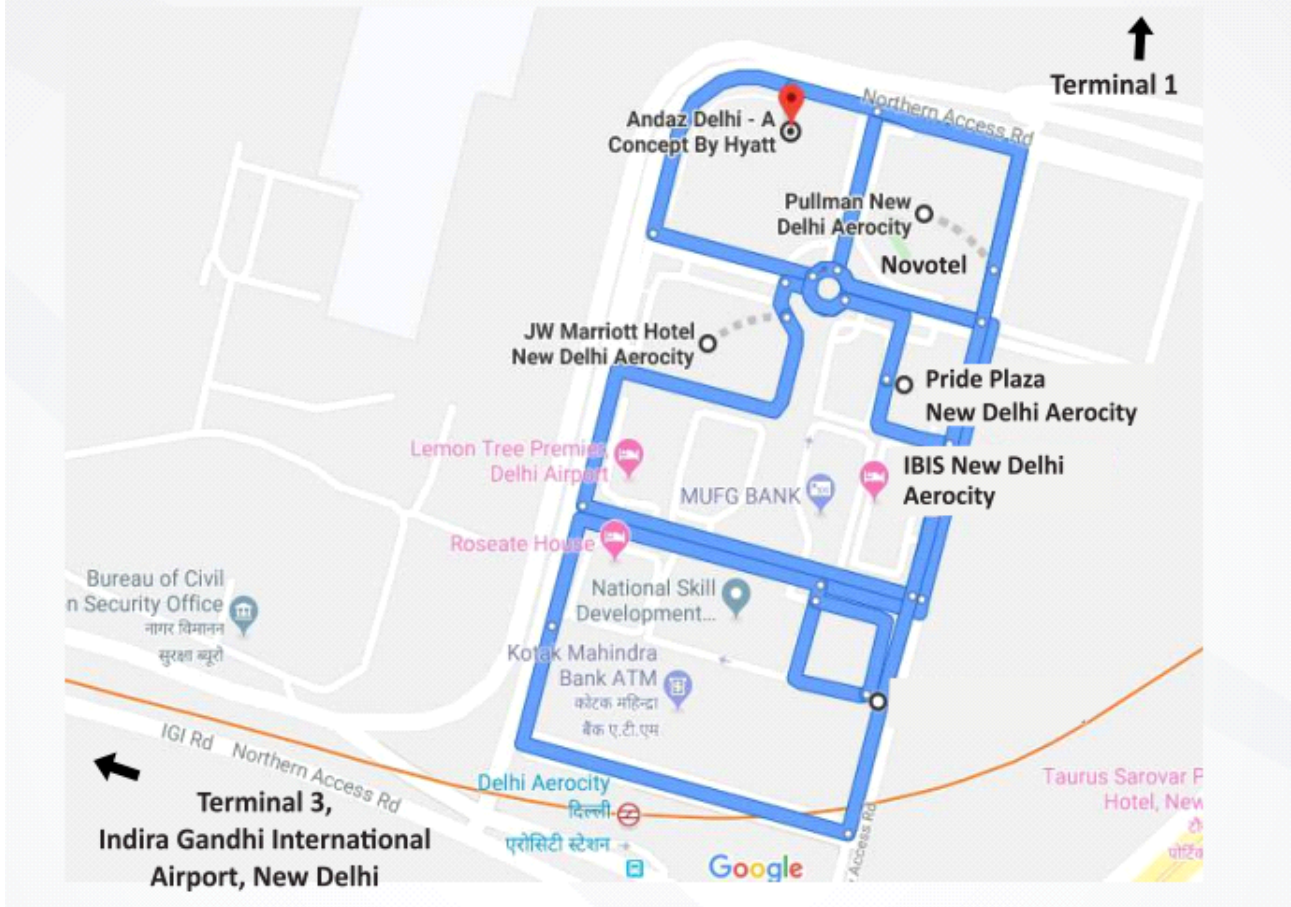 Terminal 1
Northern Access Rd
Andaz Delhi - A
Concept By Hyatt
Pullman New
Delhi Aerocity
Novotel
JW Marriott Hotel
New Delhi Aerocity
Pride Plaza
New Delhi Aerocity
Lemon Tree Premier,
Delhi Airport
IBIS New Delhi
Aerocity
MUFG BANK
Roseate House
Bureau of Civil
n Security Office
नागर विमानन
सुरक्षा ब्यूरो
National Skill
Development...
Kotak Mahindra
Bank ATM
कोटक महिन्द्रा
बैंक ए.टी.एम
IGI Rd Northern Access Rd
Terminal 3,
Indira Gandhi International
Airport, New Delhi
Delhi Aerocity
दिल्ली
एरोसिटी स्टेशन
Taurus Sarovar P
Hotel, New
पोर्टिक
Access Rd
Google